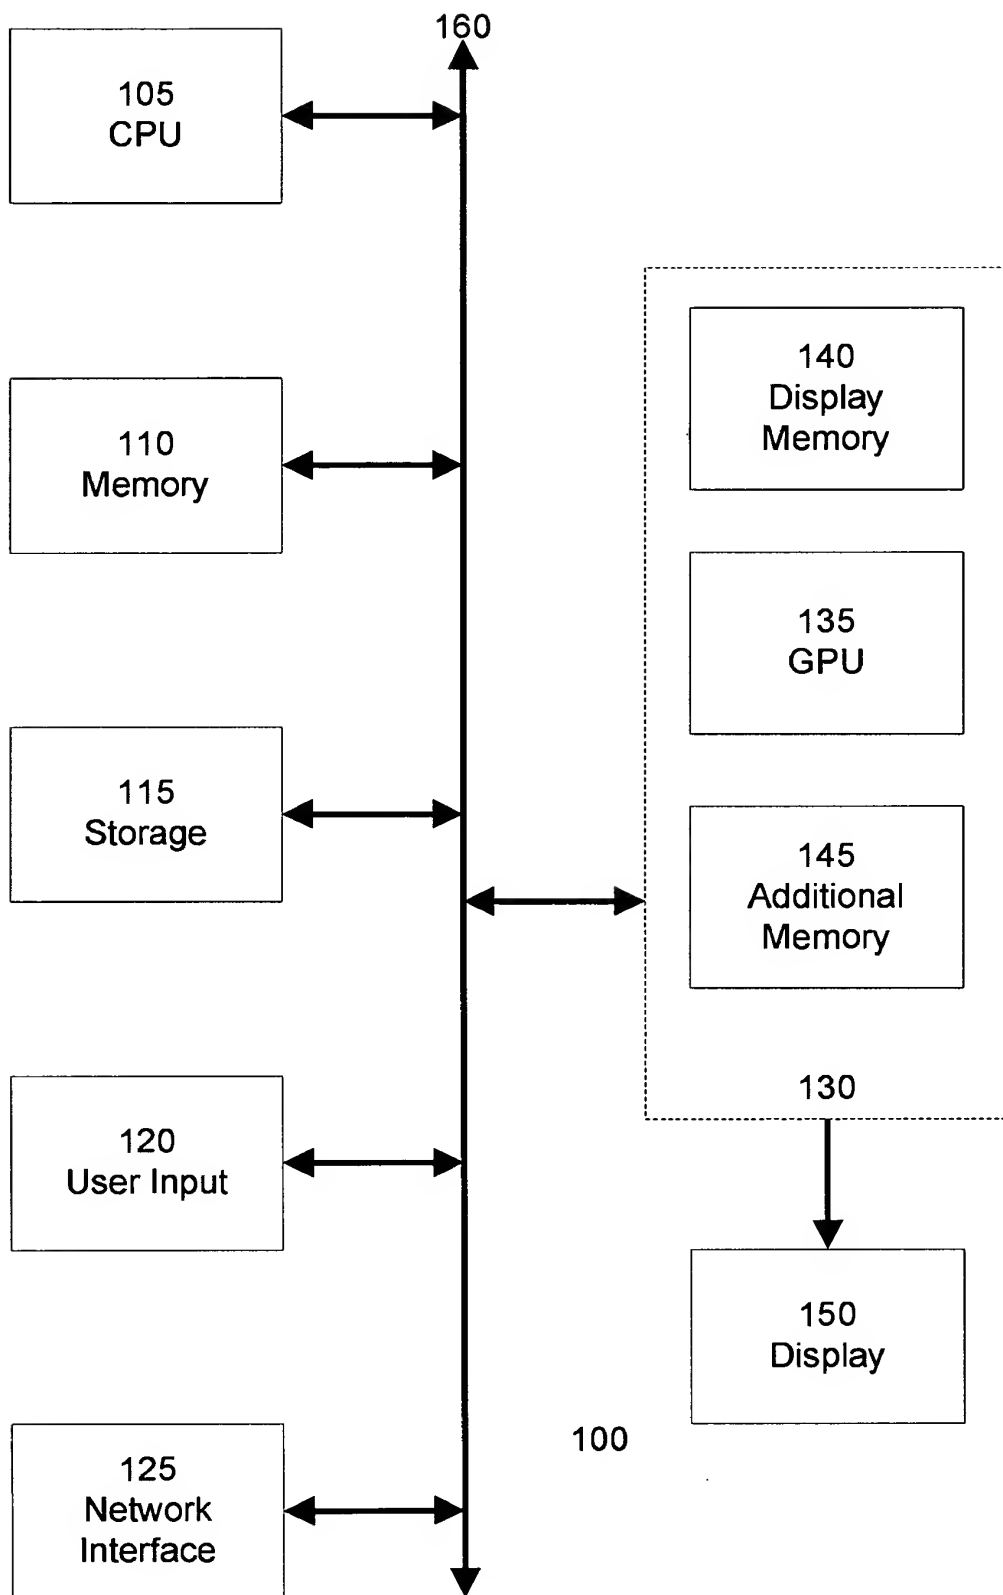 160
105
CPU
110
Memory
115
Storage
120
User Input
125
Network
Interface
140
Display
Memory
135
GPU
145
Additional
Memory
130
150
Display
100